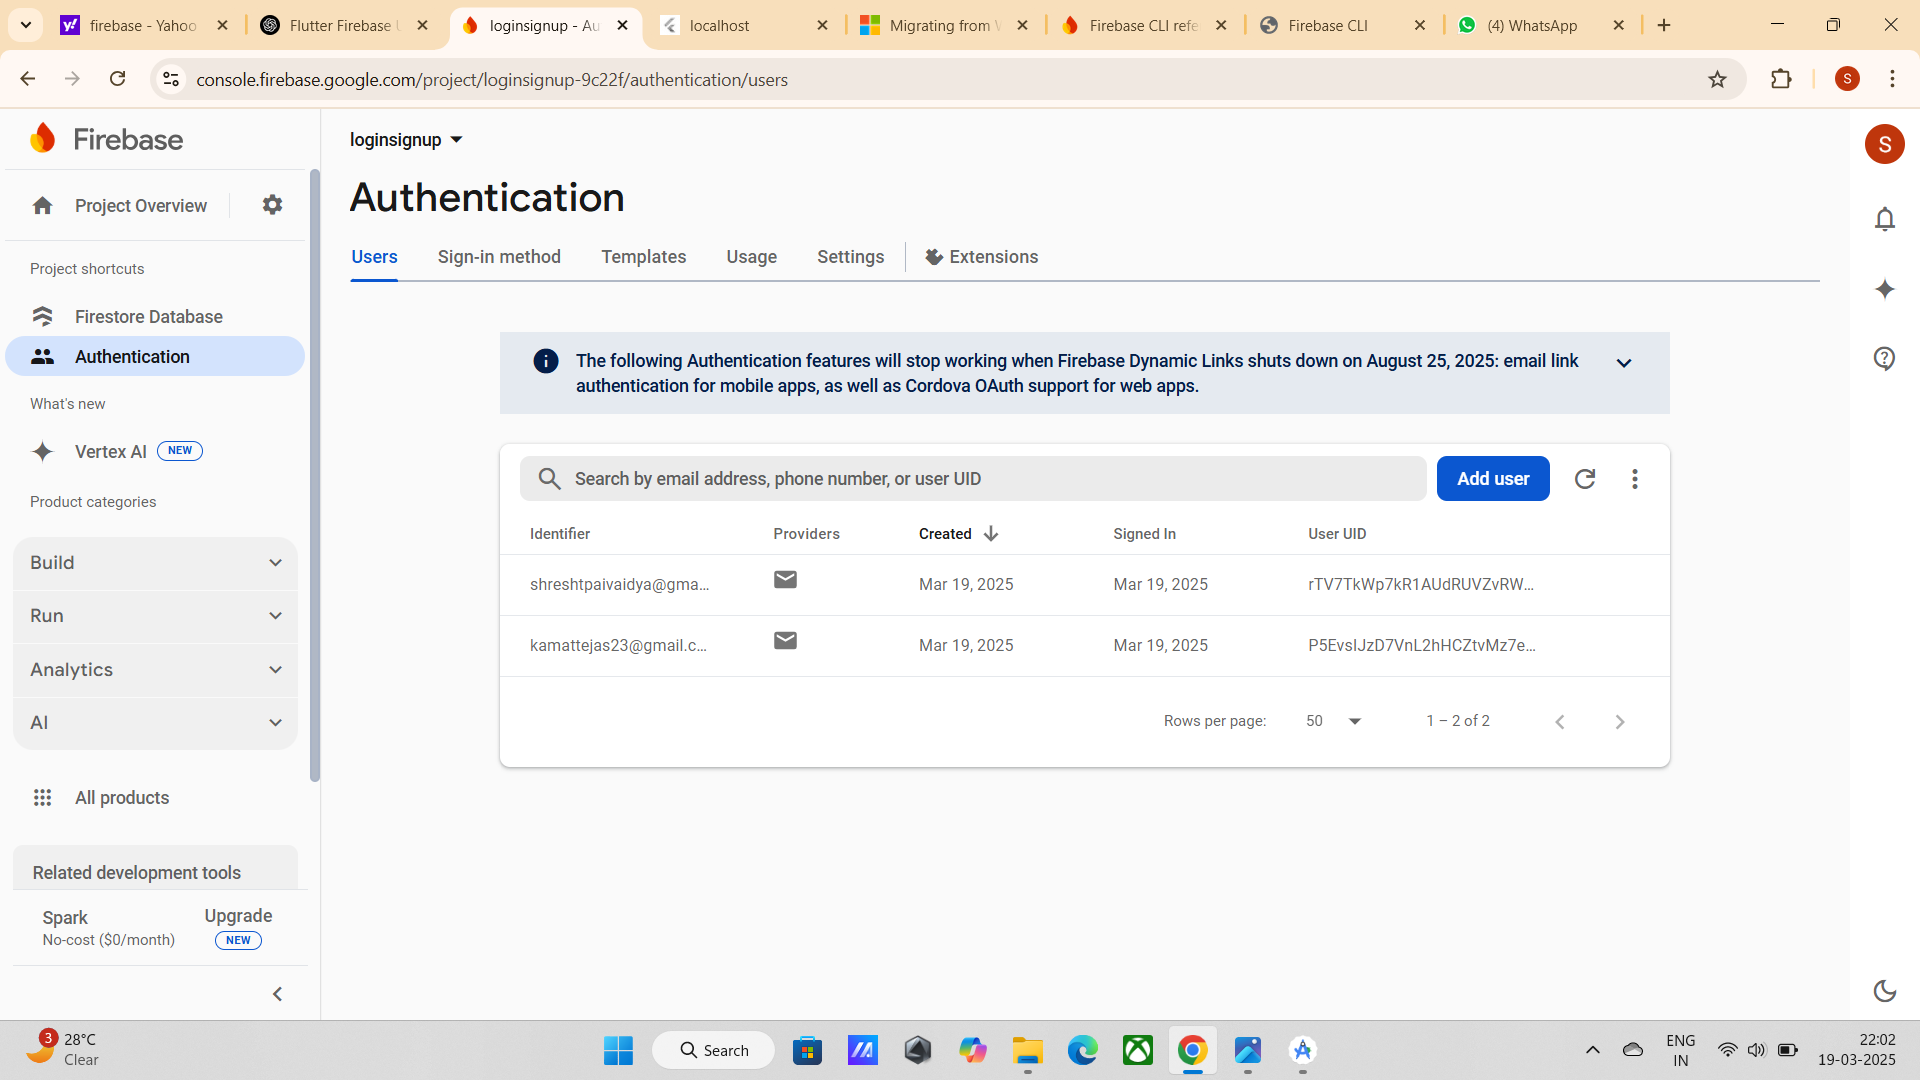 firebase - Yahoo
Flutter Firebase
loginsignup - Au
localhost
Migrating from
Firebase CLI refe
Firebase CLI
(4) WhatsApp
console.firebase.google.com/project/loginsignup-9c22f/authentication/users
S
Firebase
loginsignup
S
Project Overview
Authentication
Users
Sign-in method
Templates
Usage
Settings
Extensions
Project shortcuts
Firestore Database
Authentication
What's new
Vertex AI NEW
Product categories
Build
Run
Analytics
AI
All products
Related development tools
Spark
No-cost ($0/month)
Upgrade
NEW
The following Authentication features will stop working when Firebase Dynamic Links shuts down on August 25, 2025: email link
authentication for mobile apps, as well as Cordova OAuth support for web apps.
Search by email address, phone number, or user UID
Add user
Identifier Providers Created Signed In User UID
shreshtpaivaidya@gma... Mar 19, 2025 Mar 19, 2025 rTV7TkWp7kR1AUdRUVZvRW...
kamattejas23@gmail.c... Mar 19, 2025 Mar 19, 2025 P5EvsIJzD7VnL2hHCZtvMz7e...
Rows per page: 50 1 – 2 of 2
3
28°C
Clear
Search
ENG
IN
22:02
19-03-2025